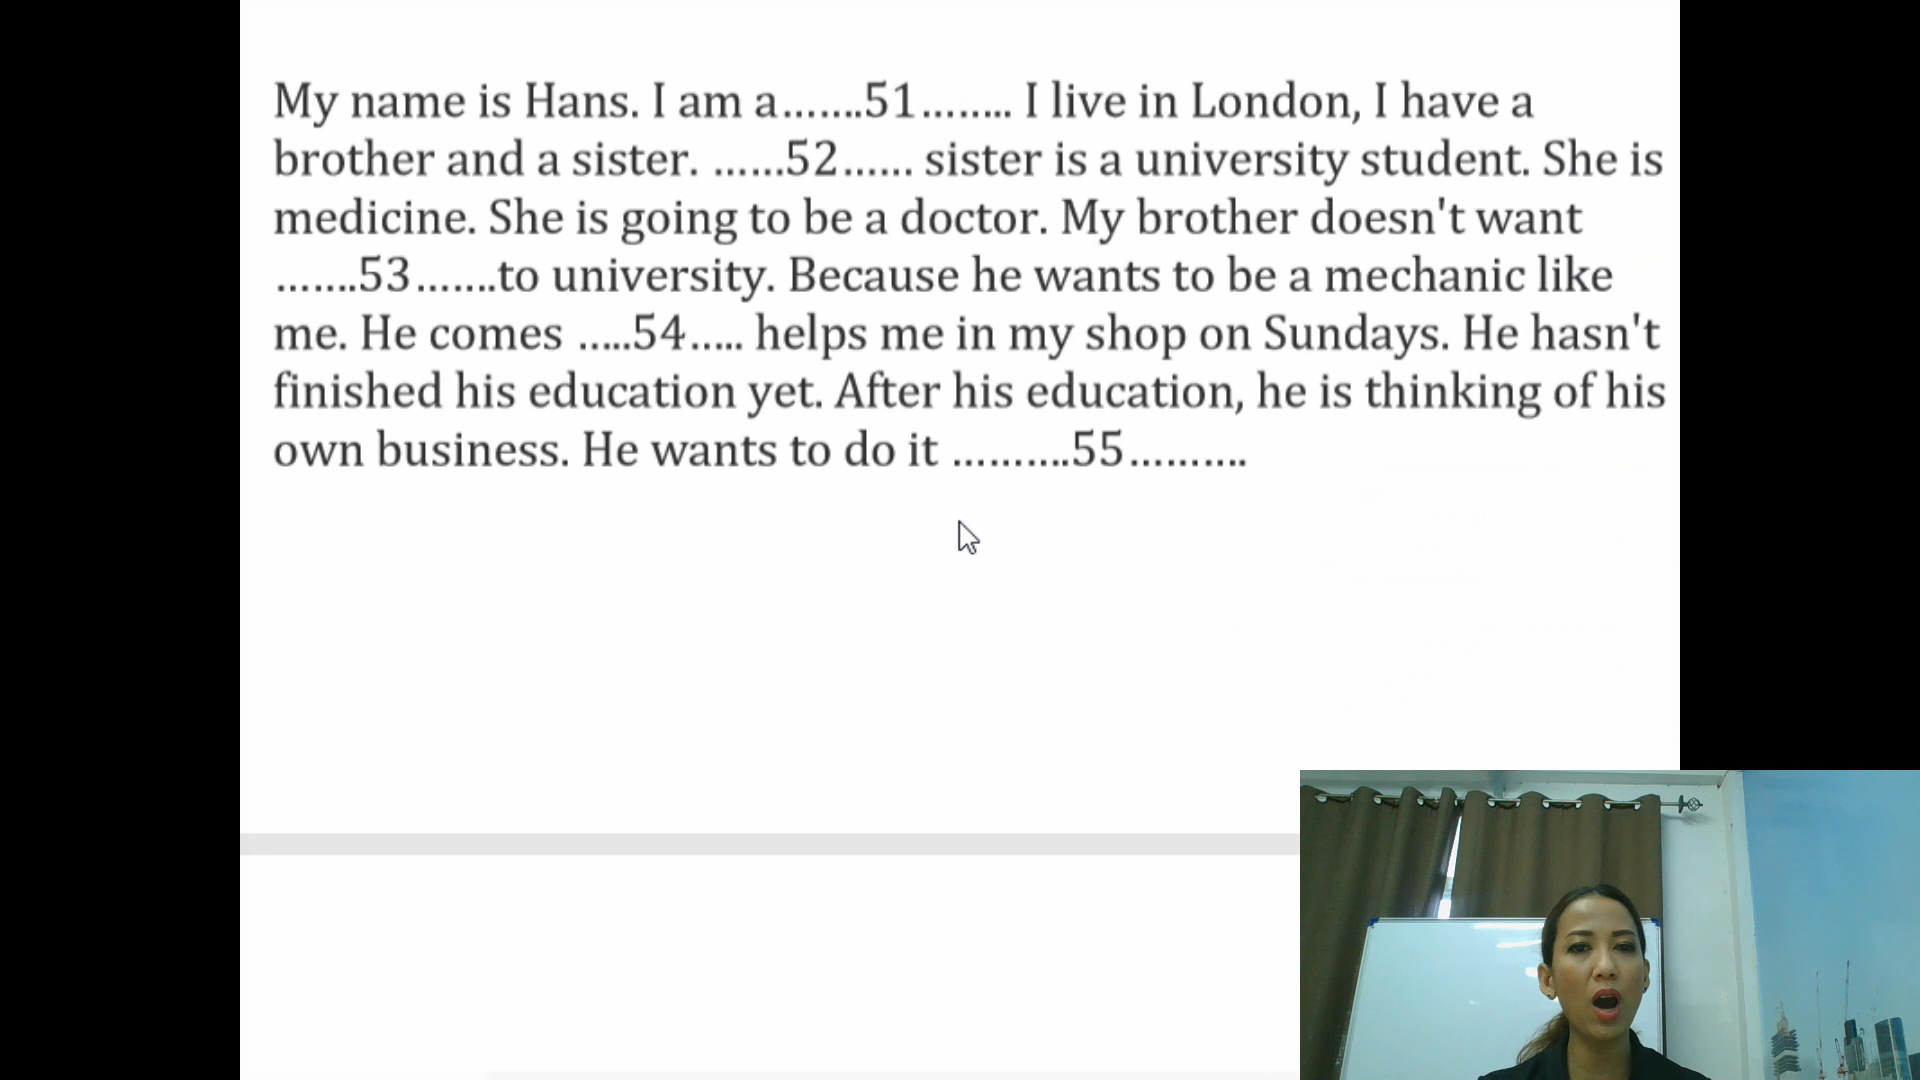 My name is Hans. I am a.......51........ I live in London, I have a
brother and a sister. ......52...... sister is a university student. She is
medicine. She is going to be a doctor. My brother doesn't want
.......53.......to university. Because he wants to be a mechanic like
me. He comes .....54..... helps me in my shop on Sundays. He hasn't
finished his education yet. After his education, he is thinking of his
own business. He wants to do it ..........55..........